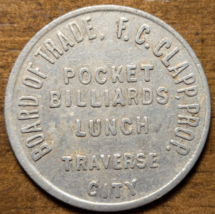 BOARD OF TRADE, F.C. CLAPP, PROP.
POCKET
BILLIARDS
LUNCH
TRAVERSE
CITY